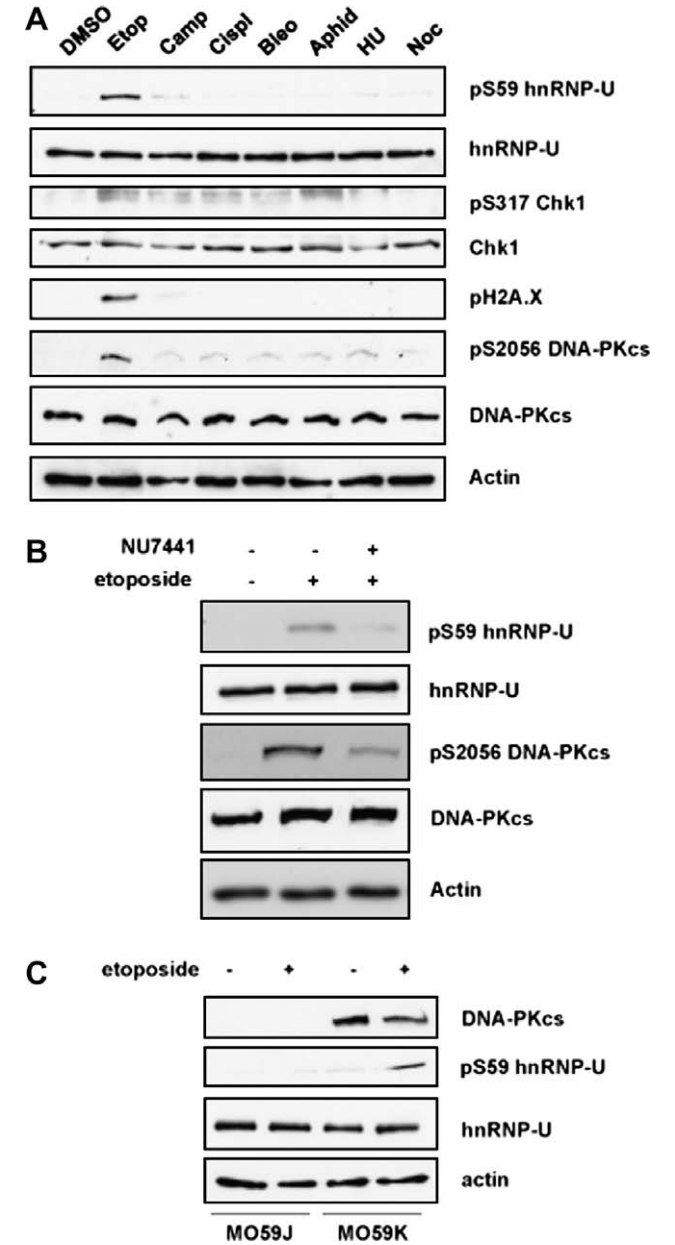 A
DMSO Etop Camp Cispl Bleo Aphid HU Noc
pS59 hnRNP-U
hnRNP-U
pS317 Chk1
Chk1
pH2A.X
pS2056 DNA-PKcs
DNA-PKcs
Actin
B
NU7441 - - +
etoposide - + +
pS59 hnRNP-U
hnRNP-U
pS2056 DNA-PKcs
DNA-PKcs
Actin
C
etoposide - + - +
DNA-PKcs
pS59 hnRNP-U
hnRNP-U
actin
MO59J MO59K